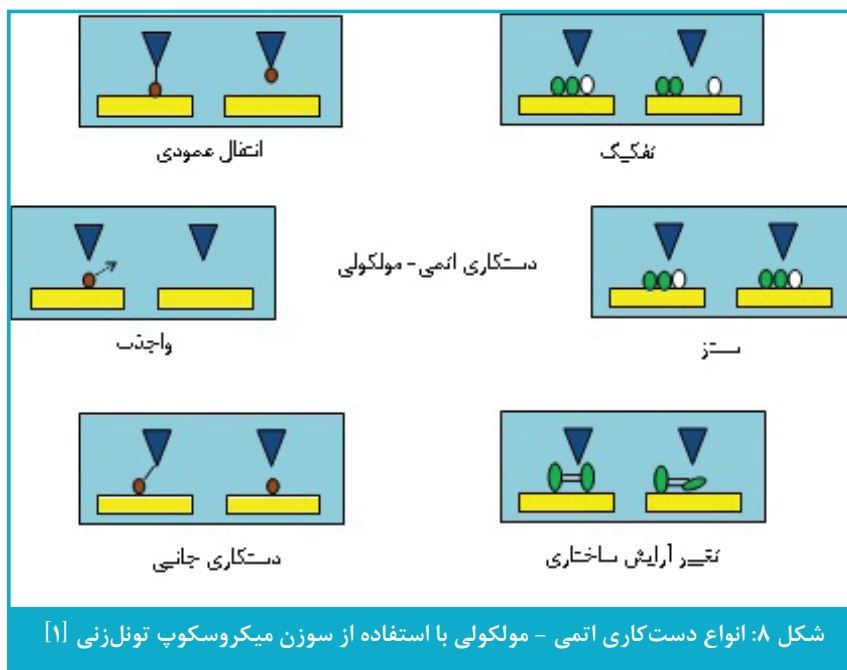 انتقال عمودی
تفکیک
دستکاری اتمی - مولکولی
واجذب
سنتز
دستکاری جانبی
تغییر آرایش ساختاری
شکل ۸: انواع دست‌کاری اتمی - مولکولی با استفاده از سوزن میکروسکوپ تونل‌زنی [۱]